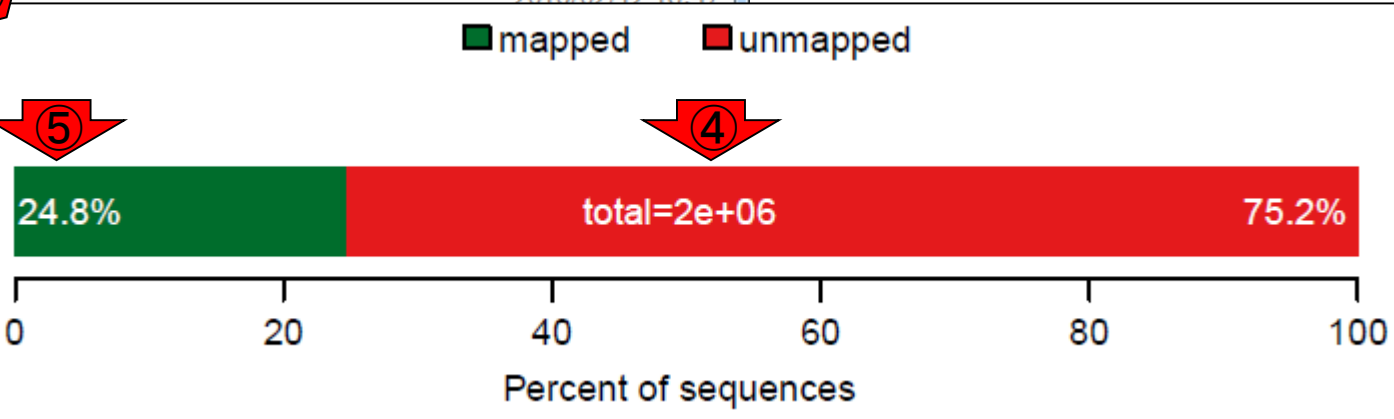 mapped unmapped
⑤ ④
24.8% total=2e+06 75.2%
0 20 40 60 80 100
Percent of sequences